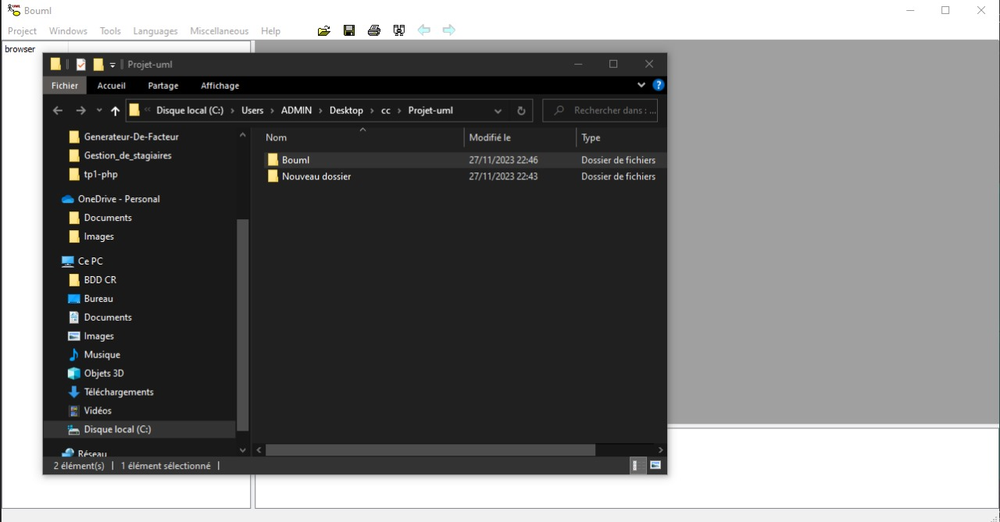 Bouml
Project Windows Tools Languages Miscellaneous Help
browser
Projet-uml
Fichier Accueil Partage Affichage
« Disque local (C:) › Users › ADMIN › Desktop › cc › Projet-uml
Rechercher dans : ...
Generateur-De-Facteur
Gestion_de_stagiaires
tp1-php
OneDrive - Personal
Documents
Images
Ce PC
BDD CR
Bureau
Documents
Images
Musique
Objets 3D
Téléchargements
Vidéos
Disque local (C:)
Réseau
Nom Modifié le Type
Bouml 27/11/2023 22:46 Dossier de fichiers
Nouveau dossier 27/11/2023 22:43 Dossier de fichiers
2 élément(s) | 1 élément sélectionné |